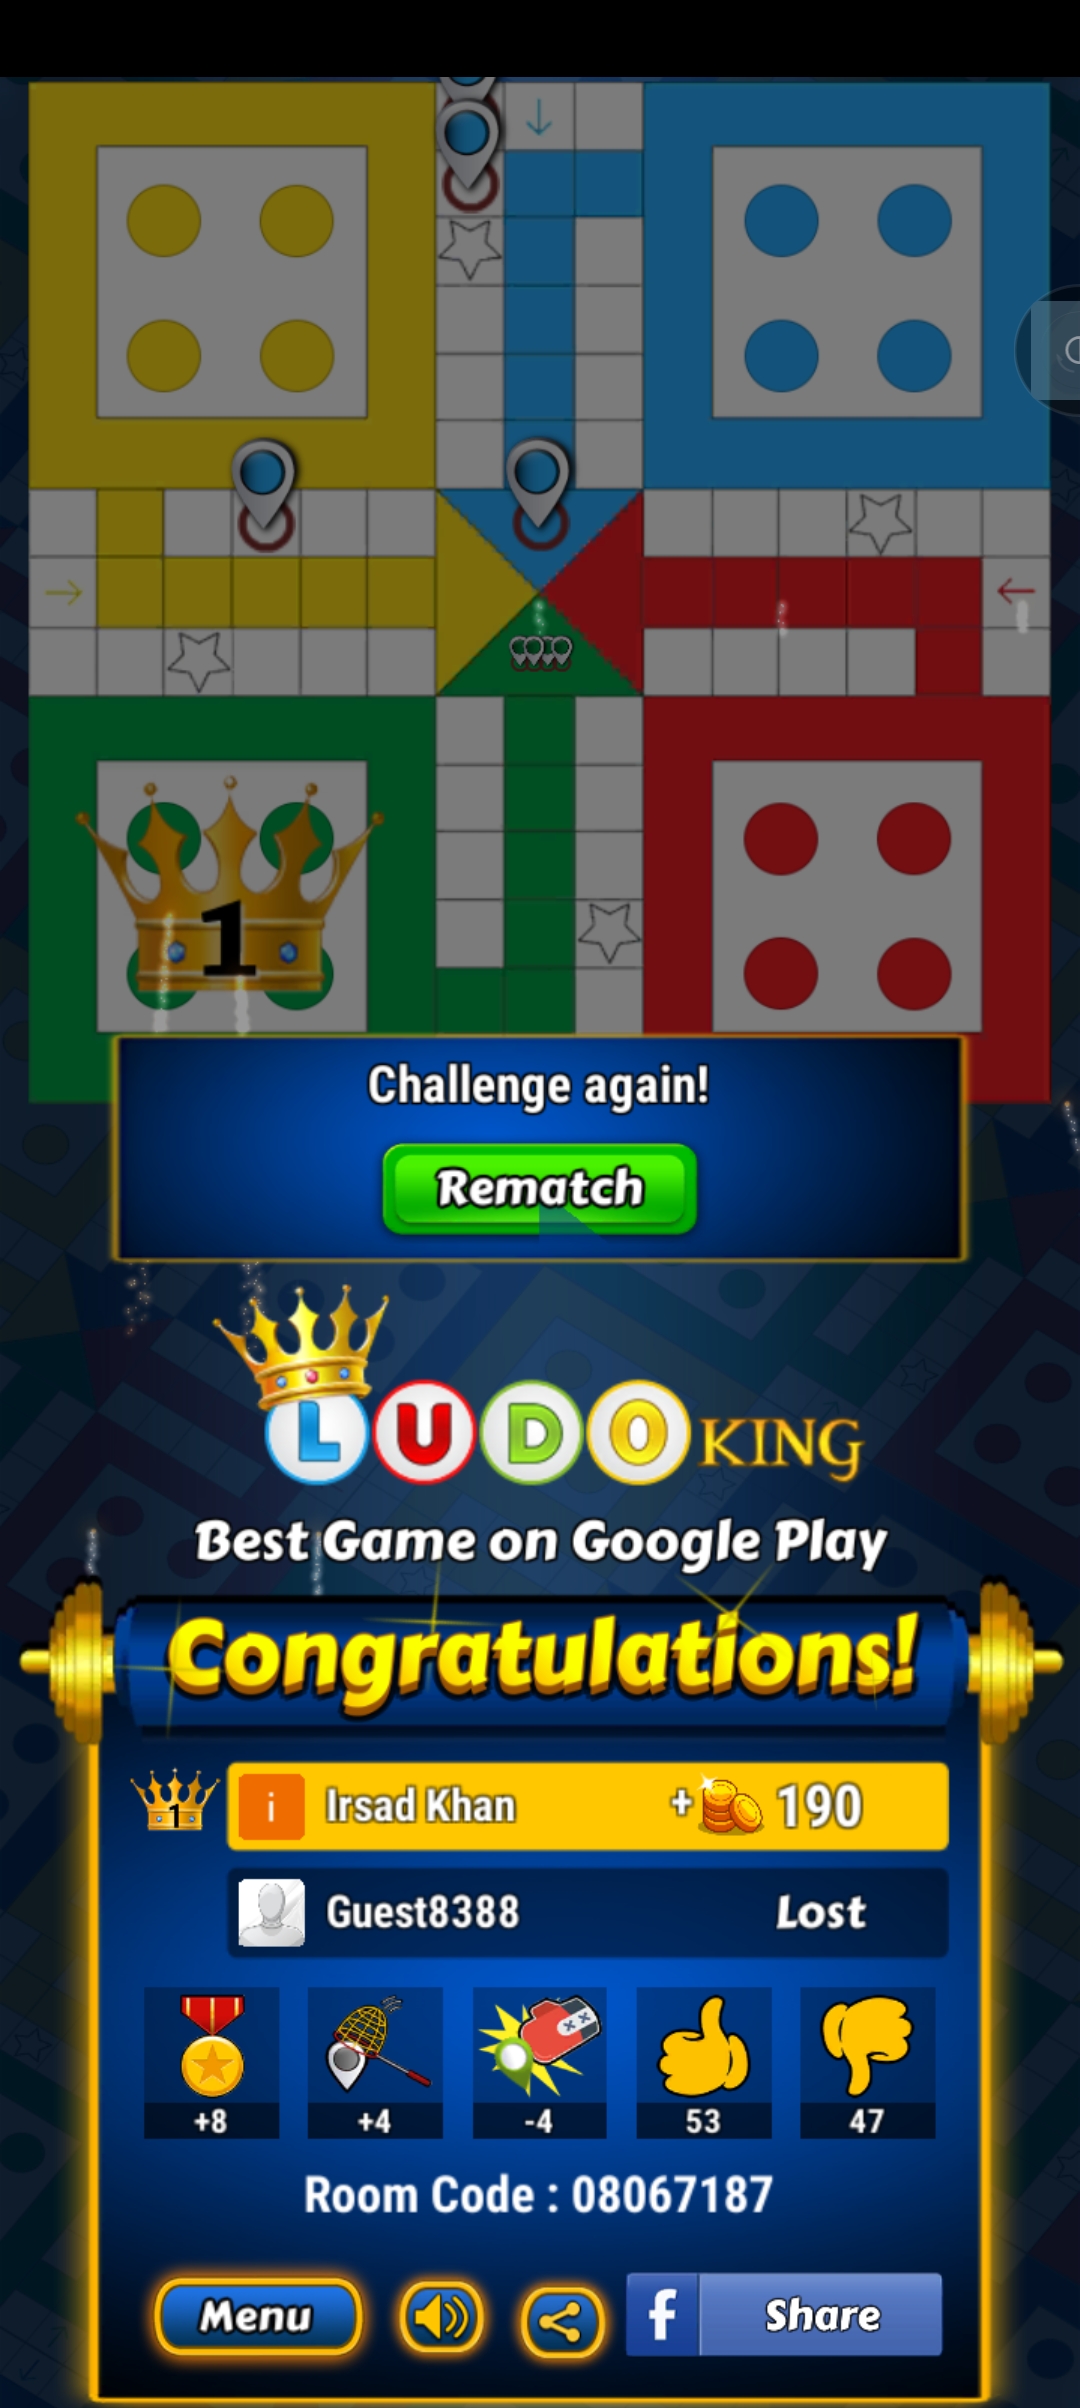 1
Challenge again!
Rematch
LUDO KING
Best Game on Google Play
Congratulations!
1 i Irsad Khan + 190
Guest8388 Lost
+8 +4 -4 53 47
Room Code : 08067187
Menu f Share